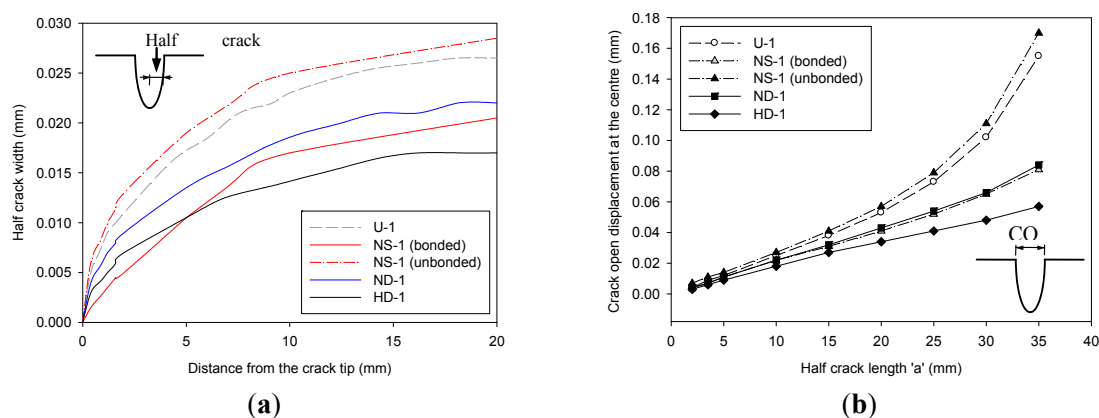 0.030
0.025
0.020
0.015
0.010
0.005
0.000
Half crack width (mm)
Half crack
U-1
NS-1 (bonded)
NS-1 (unbonded)
ND-1
HD-1
0 5 10 15 20
Distance from the crack tip (mm)
(a)
0.18
0.16
0.14
0.12
0.10
0.08
0.06
0.04
0.02
0.00
Crack open displacement at the centre (mm)
U-1
NS-1 (bonded)
NS-1 (unbonded)
ND-1
HD-1
CO
0 5 10 15 20 25 30 35 40
Half crack length 'a' (mm)
(b)